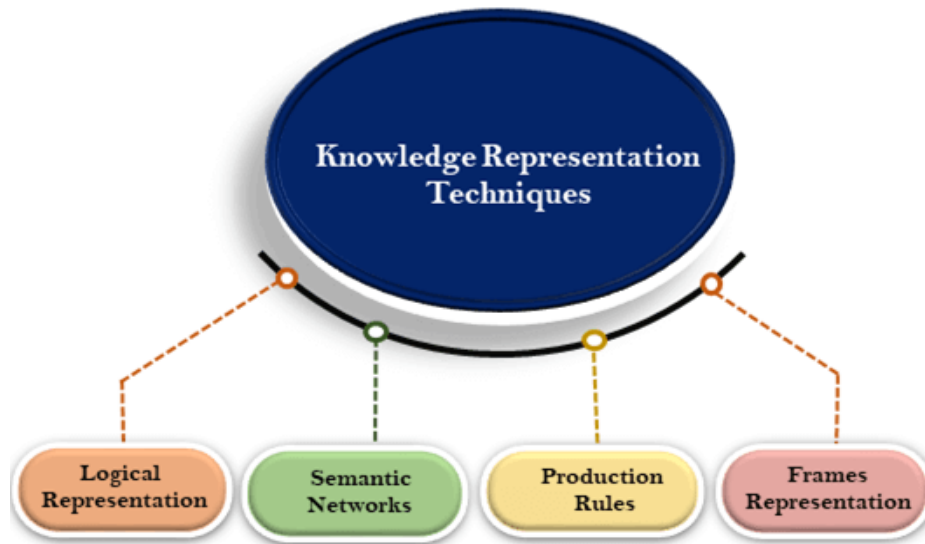 Knowledge Representation
Techniques
Logical
Representation
Semantic
Networks
Production
Rules
Frames
Representation